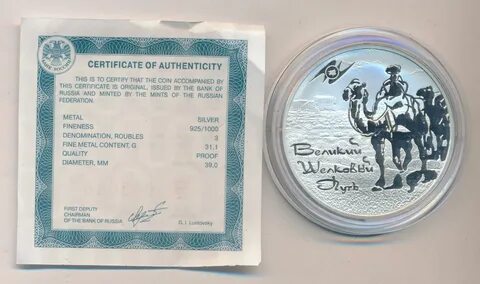 CERTIFICATE OF AUTHENTICITY
THIS IS TO CERTIFY THAT THE COIN ACCOMPANIED BY
THIS CERTIFICATE IS ORIGINAL, ISSUED BY THE BANK OF
RUSSIA AND MINTED BY THE MINTS OF THE RUSSIAN
FEDERATION.
METAL SILVER
FINENESS 925/1000
DENOMINATION, ROUBLES 3
FINE METAL CONTENT, G 31,1
QUALITY PROOF
DIAMETER, MM 39,0
FIRST DEPUTY
CHAIRMAN
OF THE BANK OF RUSSIA
G. I. Luntovsky
Великий
Шелковый
Путь